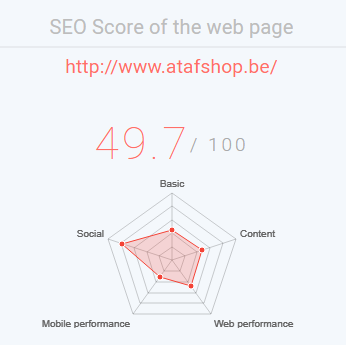 SEO Score of the web page
http://www.atafshop.be/
49.7 / 100
Basic
Social
Content
Mobile performance
Web performance